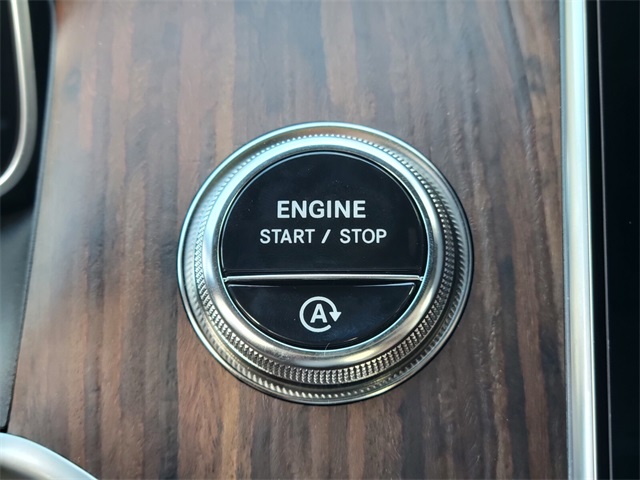 ENGINE
START / STOP
A